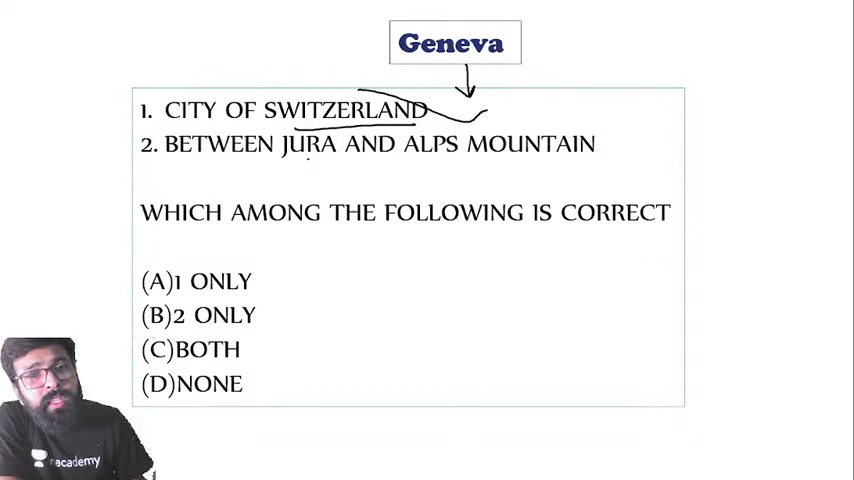 Geneva
1. CITY OF SWITZERLAND
2. BETWEEN JURA AND ALPS MOUNTAIN
WHICH AMONG THE FOLLOWING IS CORRECT
(A)1 ONLY
(B)2 ONLY
(C)BOTH
(D)NONE
nacademy